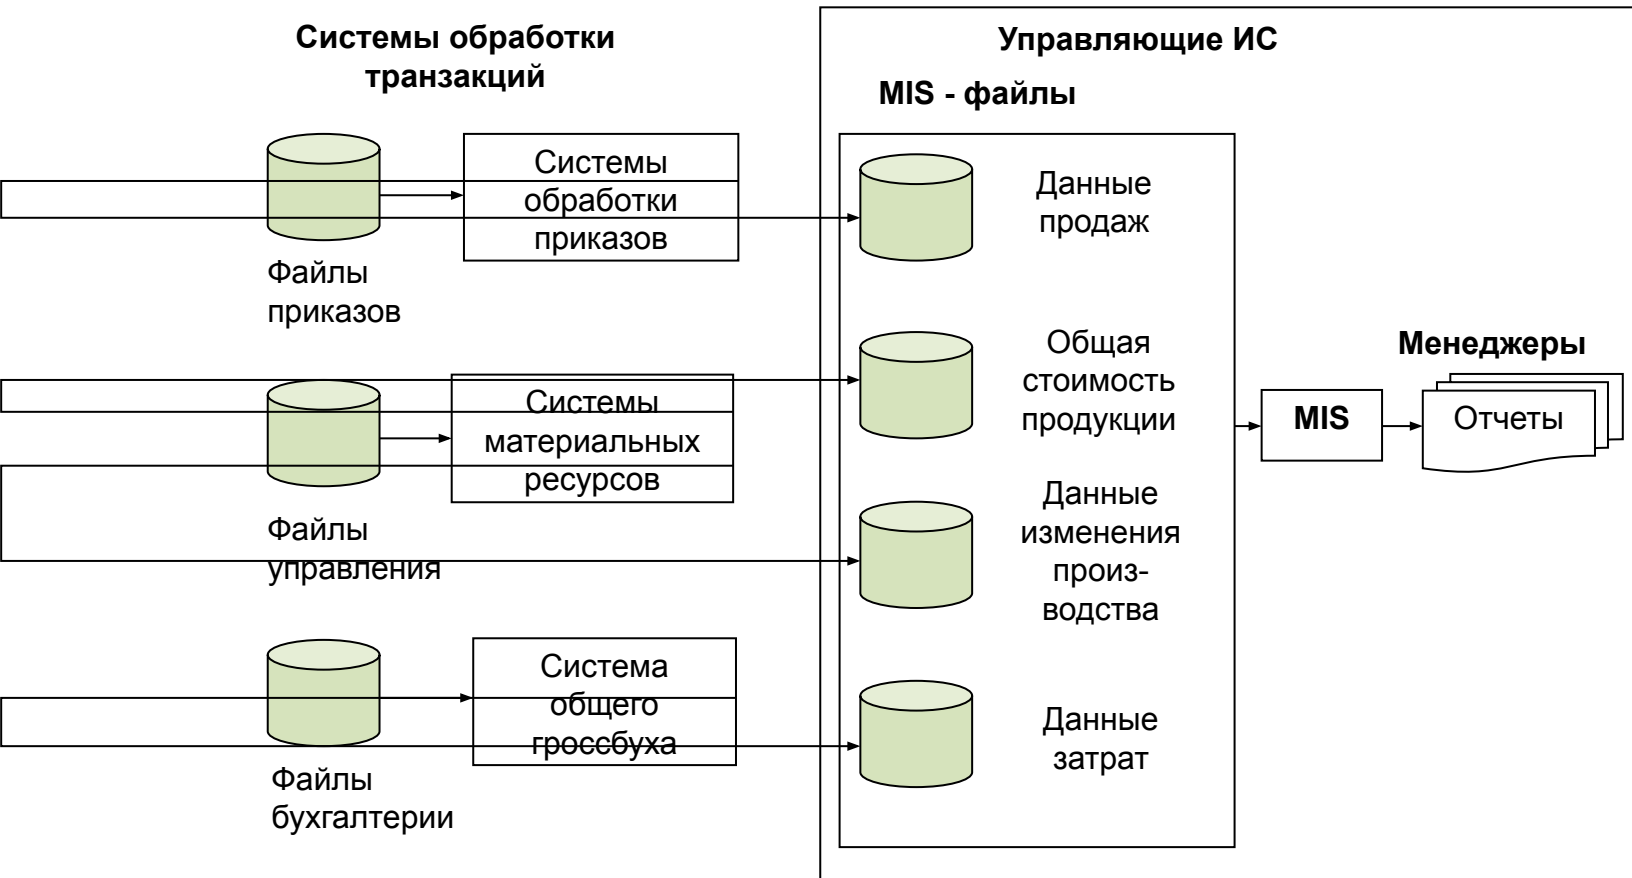 Системы обработки
транзакций
Управляющие ИС
MIS - файлы
Системы
обработки
приказов
Файлы
приказов
Данные
продаж
Системы
материальных
ресурсов
Файлы
управления
Общая
стоимость
продукции
Данные
изменения
произ-
водства
Система
общего
гроссбуха
Файлы
бухгалтерии
Данные
затрат
MIS
Менеджеры
Отчеты